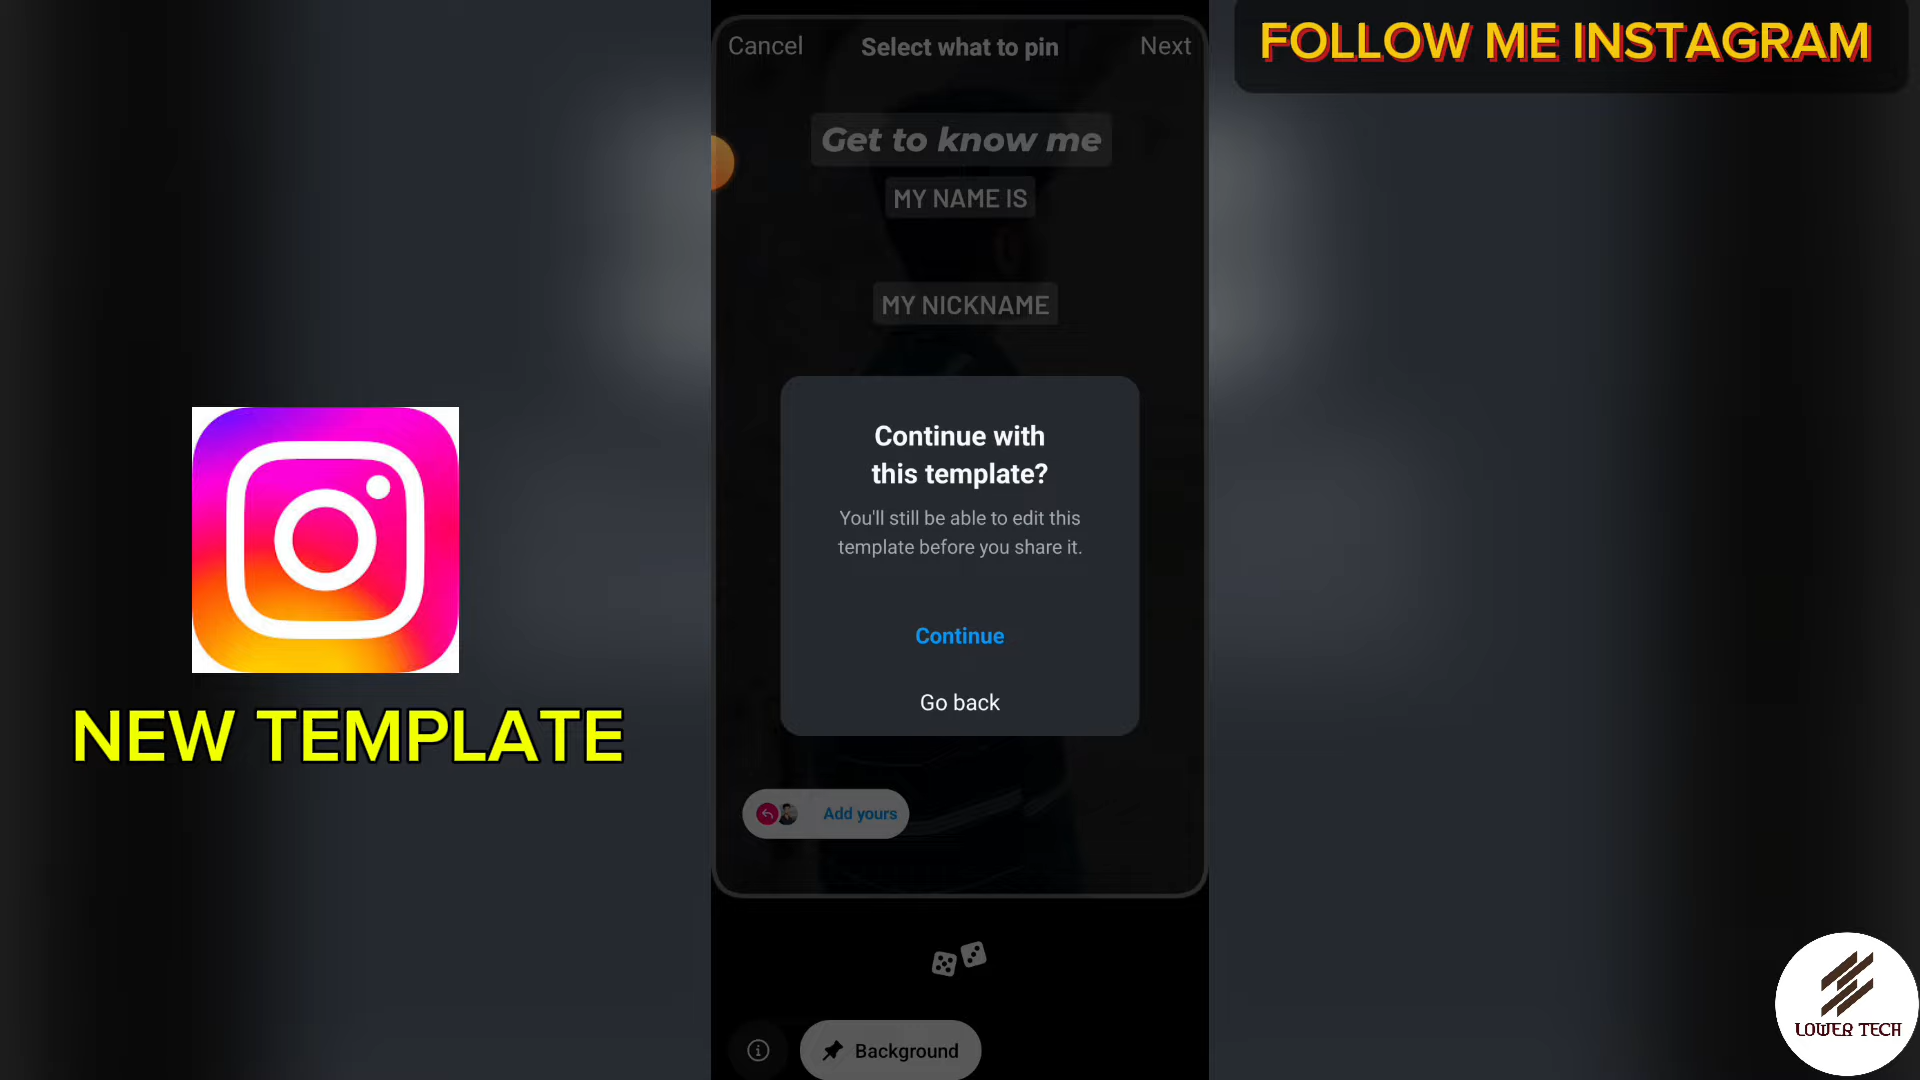 FOLLOW ME INSTAGRAM
Cancel
Select what to pin
Next
Get to know me
MY NAME IS
MY NICKNAME
Continue with
this template?
You'll still be able to edit this
template before you share it.
Continue
Go back
NEW TEMPLATE
Add yours
Background
LOWER TECH